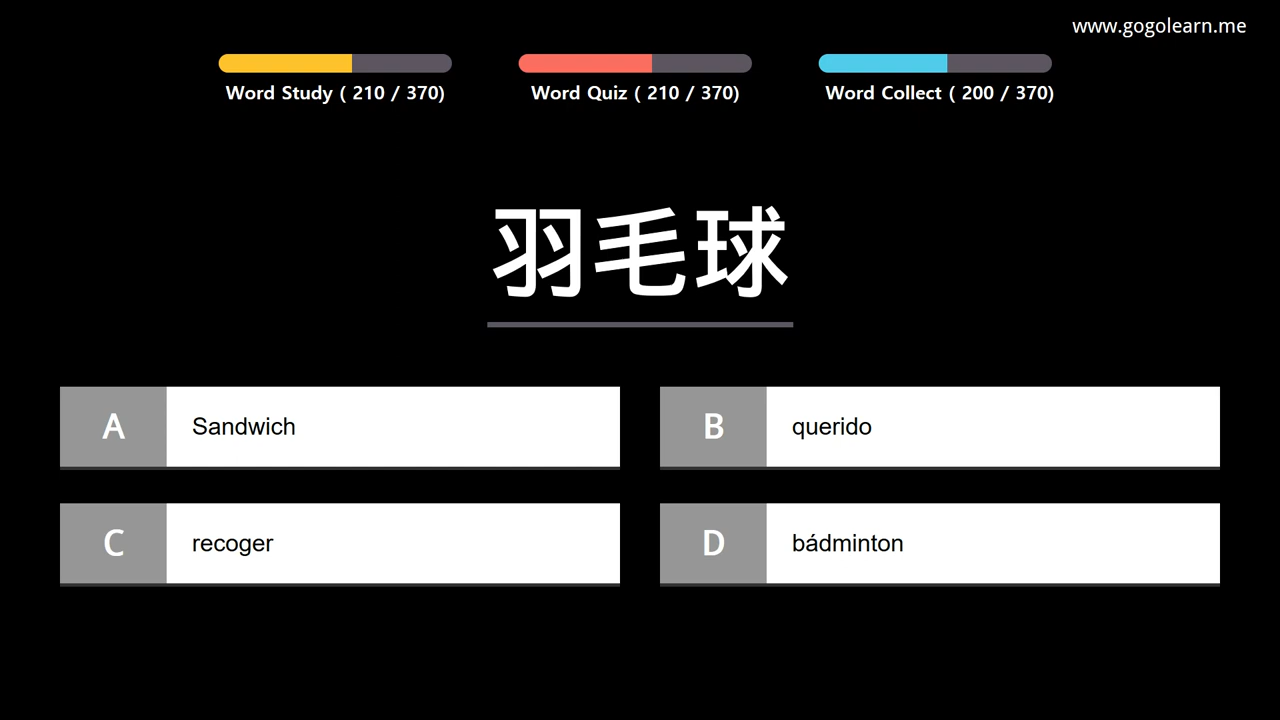 www.gogolearn.me
Word Study ( 210 / 370)
Word Quiz ( 210 / 370)
Word Collect ( 200 / 370)
羽毛球
A Sandwich
B querido
C recoger
D bádminton